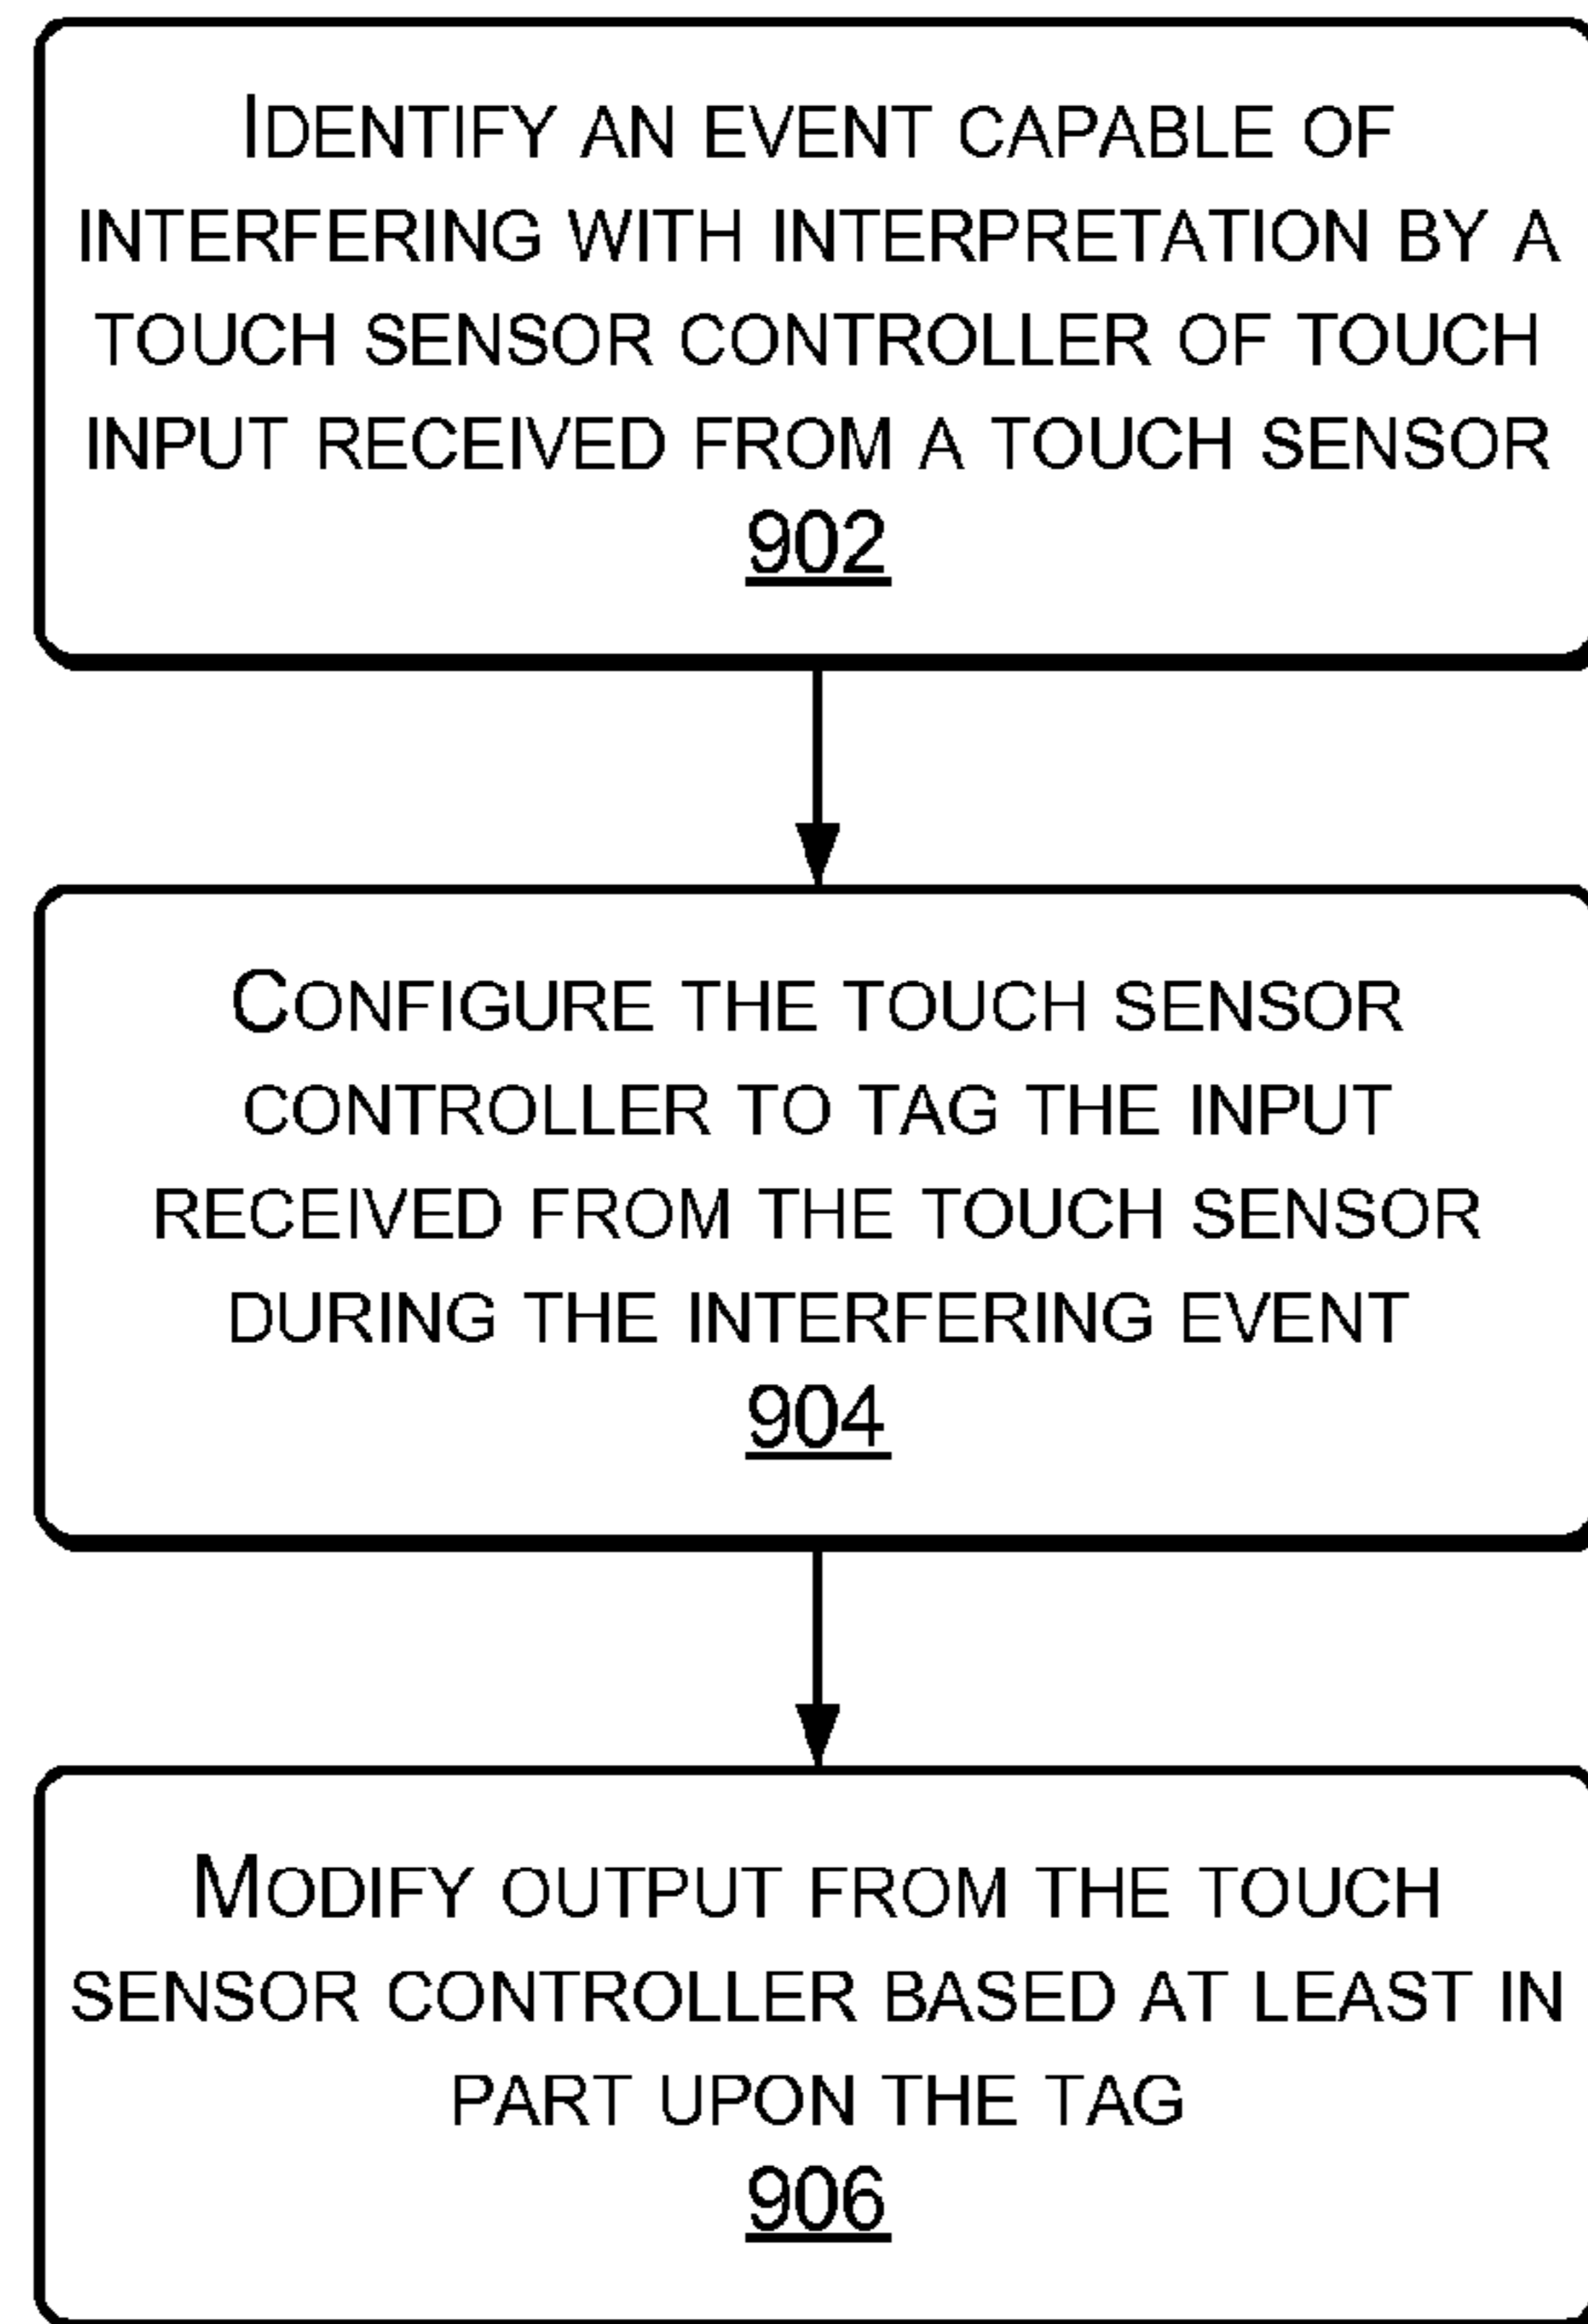 IDENTIFY AN EVENT CAPABLE OF
INTERFERING WITH INTERPRETATION BY A
TOUCH SENSOR CONTROLLER OF TOUCH
INPUT RECEIVED FROM A TOUCH SENSOR
902
CONFIGURE THE TOUCH SENSOR
CONTROLLER TO TAG THE INPUT
RECEIVED FROM THE TOUCH SENSOR
DURING THE INTERFERING EVENT
904
MODIFY OUTPUT FROM THE TOUCH
SENSOR CONTROLLER BASED AT LEAST IN
PART UPON THE TAG
906